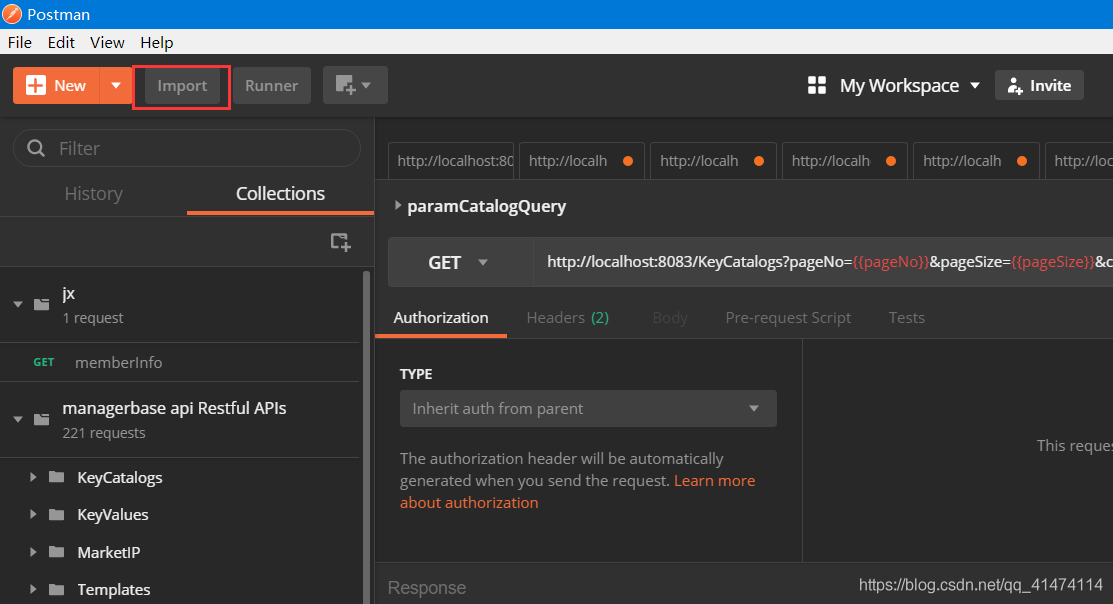 Postman
File Edit View Help
New Import Runner My Workspace Invite
Filter
History Collections
http://localhost:80 http://localh http://localh http://localh http://localh http://loc
paramCatalogQuery
GET http://localhost:8083/KeyCatalogs?pageNo={{pageNo}}&pageSize={{pageSize}}&c
Authorization Headers (2) Body Pre-request Script Tests
jx
1 request
GET memberInfo
managerbase api Restful APIs
221 requests
KeyCatalogs
KeyValues
MarketIP
Templates
TYPE
Inherit auth from parent
The authorization header will be automatically
generated when you send the request. Learn more
about authorization
This reques
Response
https://blog.csdn.net/qq_41474114